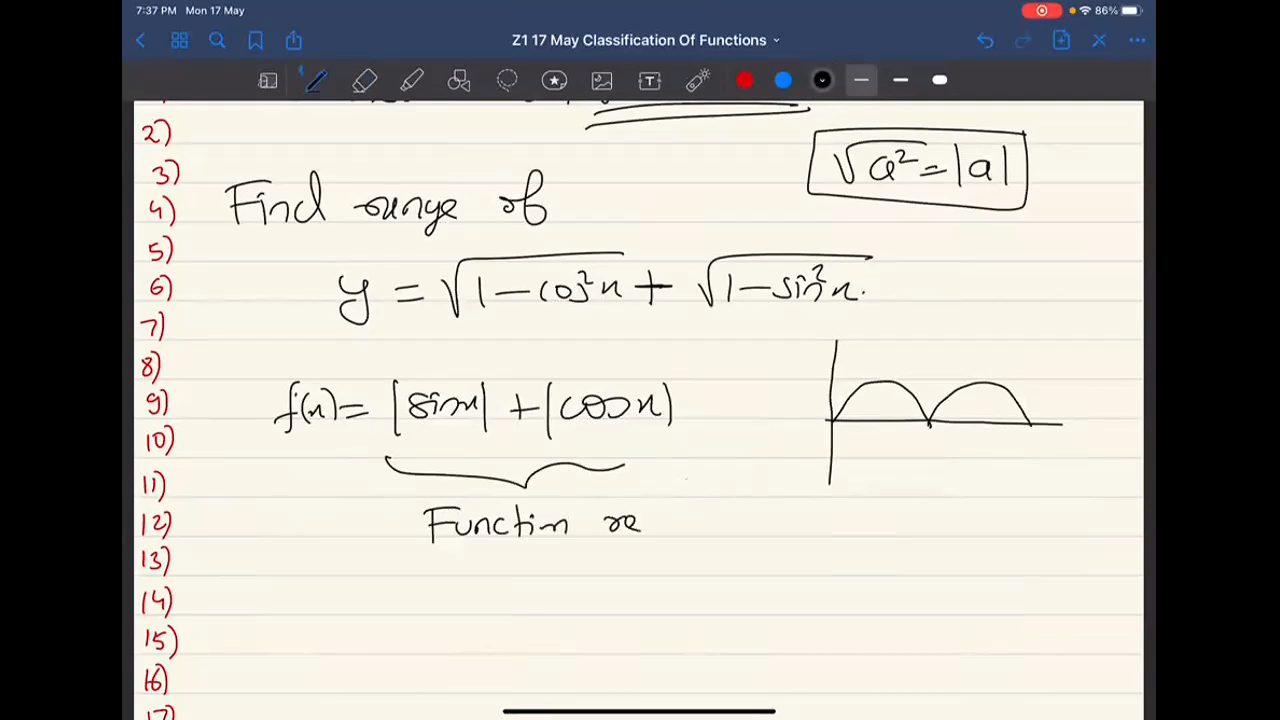 7:37 PM Mon 17 May
86%
Z1 17 May Classification Of Functions
2)
3)
4)
5)
6)
7)
8)
9)
10)
11)
12)
13)
14)
15)
16)
√a² = |a|
Find range of
y = √1-cos²x + √1-sin²x.
f(x) = |sinx| + |cosx|
Functin re